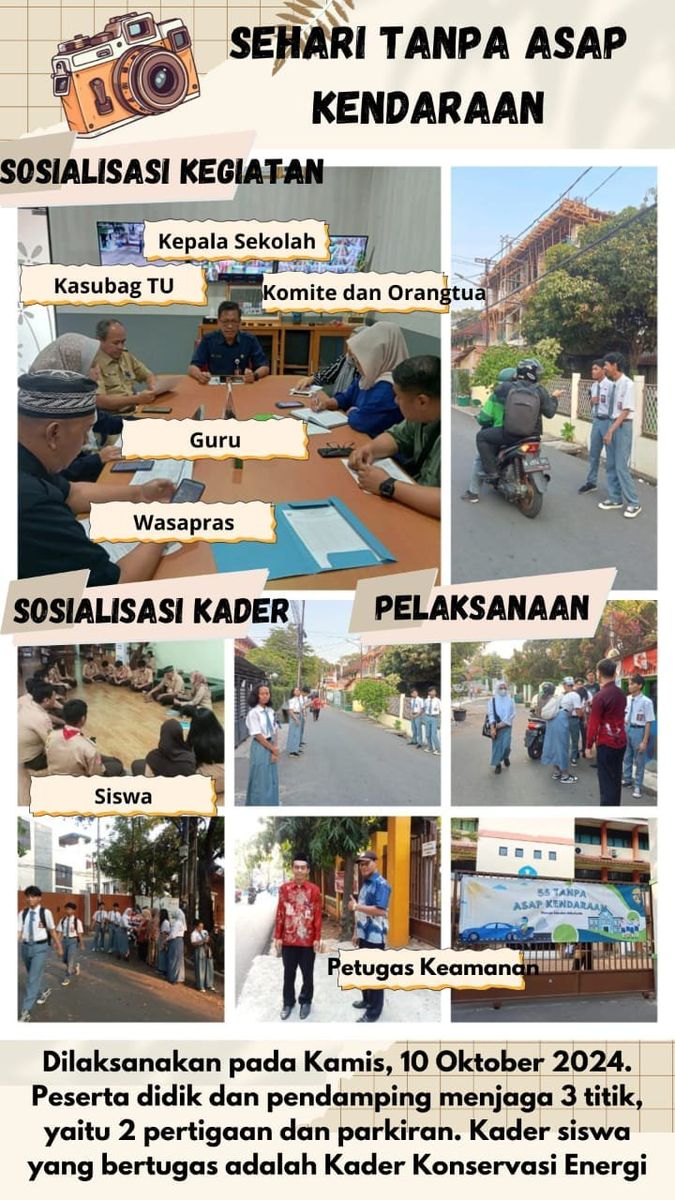 SEHARI TANPA ASAP
KENDARAAN
SOSIALISASI KEGIATAN
Kepala Sekolah
Kasubag TU
Komite dan Orangtua
Guru
Wasapras
SOSIALISASI KADER
PELAKSANAAN
Siswa
55 TANPA
ASAP KENDARAAN
Petugas Keamanan
Dilaksanakan pada Kamis, 10 Oktober 2024.
Peserta didik dan pendamping menjaga 3 titik,
yaitu 2 pertigaan dan parkiran. Kader siswa
yang bertugas adalah Kader Konservasi Energi